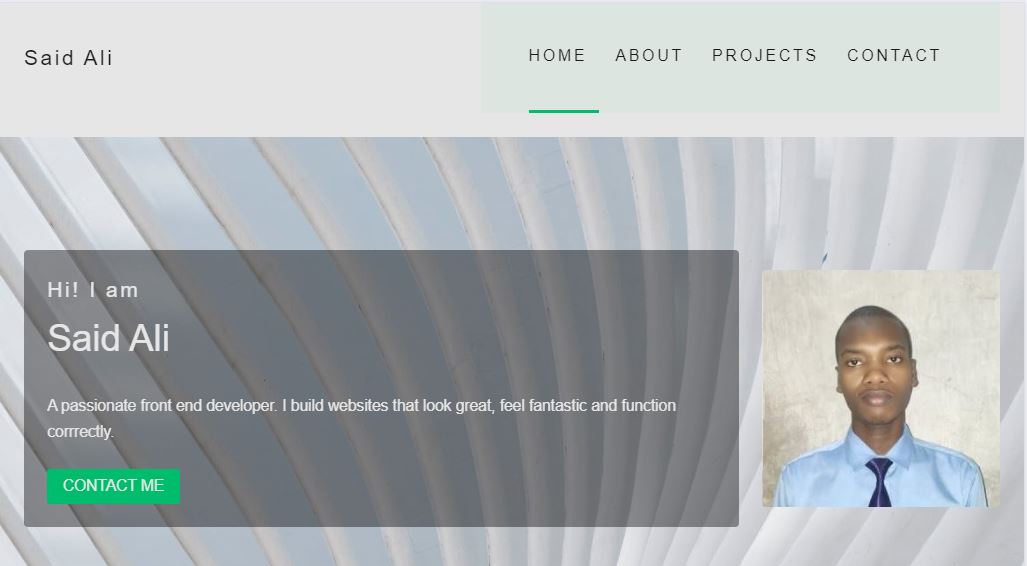 Said Ali
HOME ABOUT PROJECTS CONTACT
Hi! I am
Said Ali
A passionate front end developer. I build websites that look great, feel fantastic and function
corrrectly.
CONTACT ME